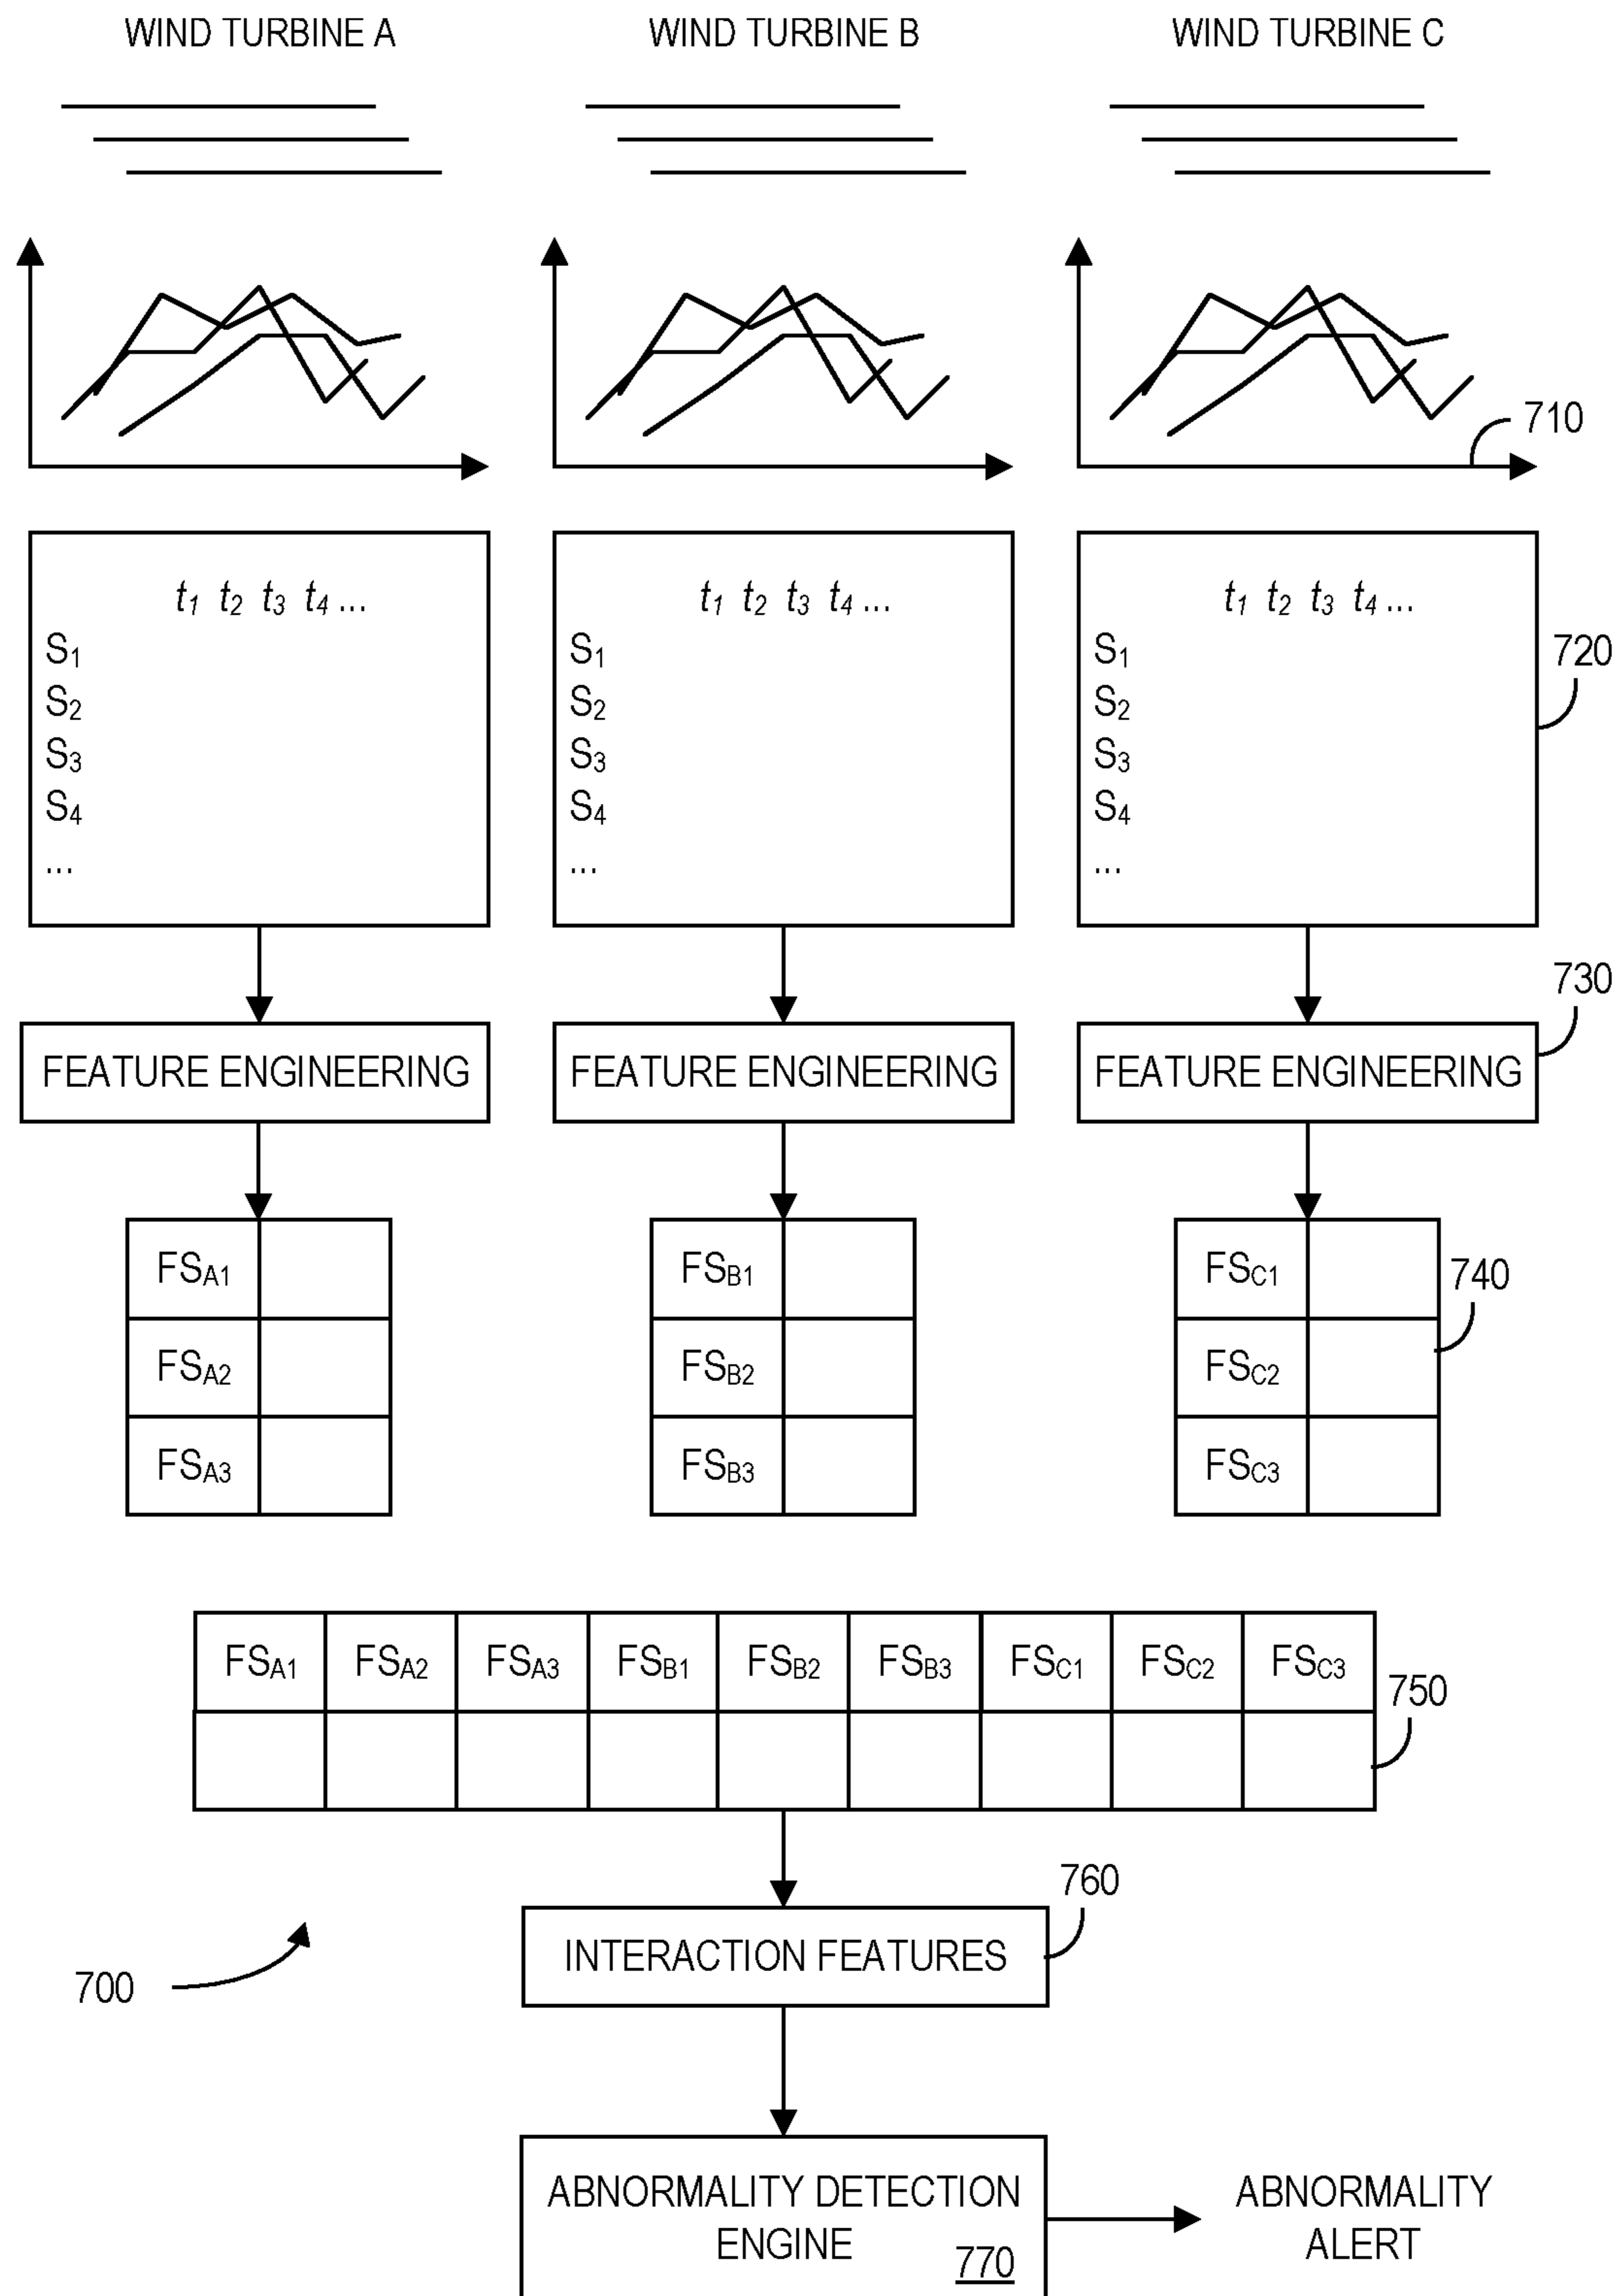 WIND TURBINE A WIND TURBINE B WIND TURBINE C
710
t1 t2 t3 t4 ... t1 t2 t3 t4 ... t1 t2 t3 t4 ...
S1 S1 S1 720
S2 S2 S2
S3 S3 S3
S4 S4 S4
... ... ...
730
FEATURE ENGINEERING FEATURE ENGINEERING FEATURE ENGINEERING
FSA1 FSB1 FSC1 740
FSA2 FSB2 FSC2
FSA3 FSB3 FSC3
FSA1 FSA2 FSA3 FSB1 FSB2 FSB3 FSC1 FSC2 FSC3
750
760
INTERACTION FEATURES
700
ABNORMALITY DETECTION
ENGINE 770
ABNORMALITY
ALERT